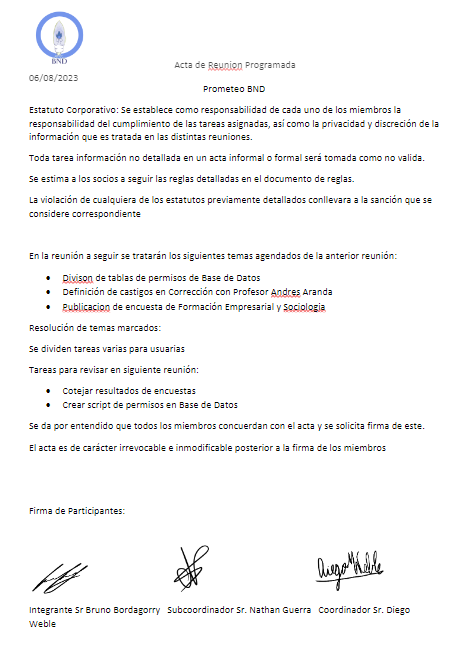 BND
Acta de Reunion Programada
06/08/2023
Prometeo BND
Estatuto Corporativo: Se establece como responsabilidad de cada uno de los miembros la
responsabilidad del cumplimiento de las tareas asignadas, así como la privacidad y discreción de la
información que es tratada en las distintas reuniones.
Toda tarea información no detallada en un acta informal o formal será tomada como no valida.
Se estima a los socios a seguir las reglas detalladas en el documento de reglas.
La violación de cualquiera de los estatutos previamente detallados conllevara a la sanción que se
considere correspondiente
En la reunión a seguir se tratarán los siguientes temas agendados de la anterior reunión:
• Divison de tablas de permisos de Base de Datos
• Definición de castigos en Corrección con Profesor Andres Aranda
• Publicacion de encuesta de Formación Empresarial y Sociologia
Resolución de temas marcados:
Se dividen tareas varias para usuarias
Tareas para revisar en siguiente reunión:
• Cotejar resultados de encuestas
• Crear script de permisos en Base de Datos
Se da por entendido que todos los miembros concuerdan con el acta y se solicita firma de este.
El acta es de carácter irrevocable e inmodificable posterior a la firma de los miembros
Firma de Participantes:
Diego Weble
Integrante Sr Bruno Bordagorry Subcoordinador Sr. Nathan Guerra Coordinador Sr. Diego
Weble